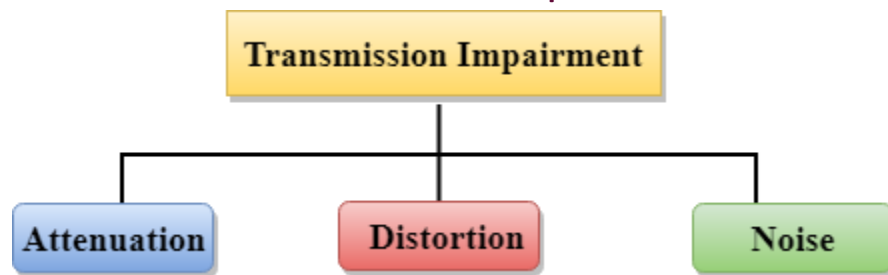 Transmission Impairment
Attenuation
Distortion
Noise